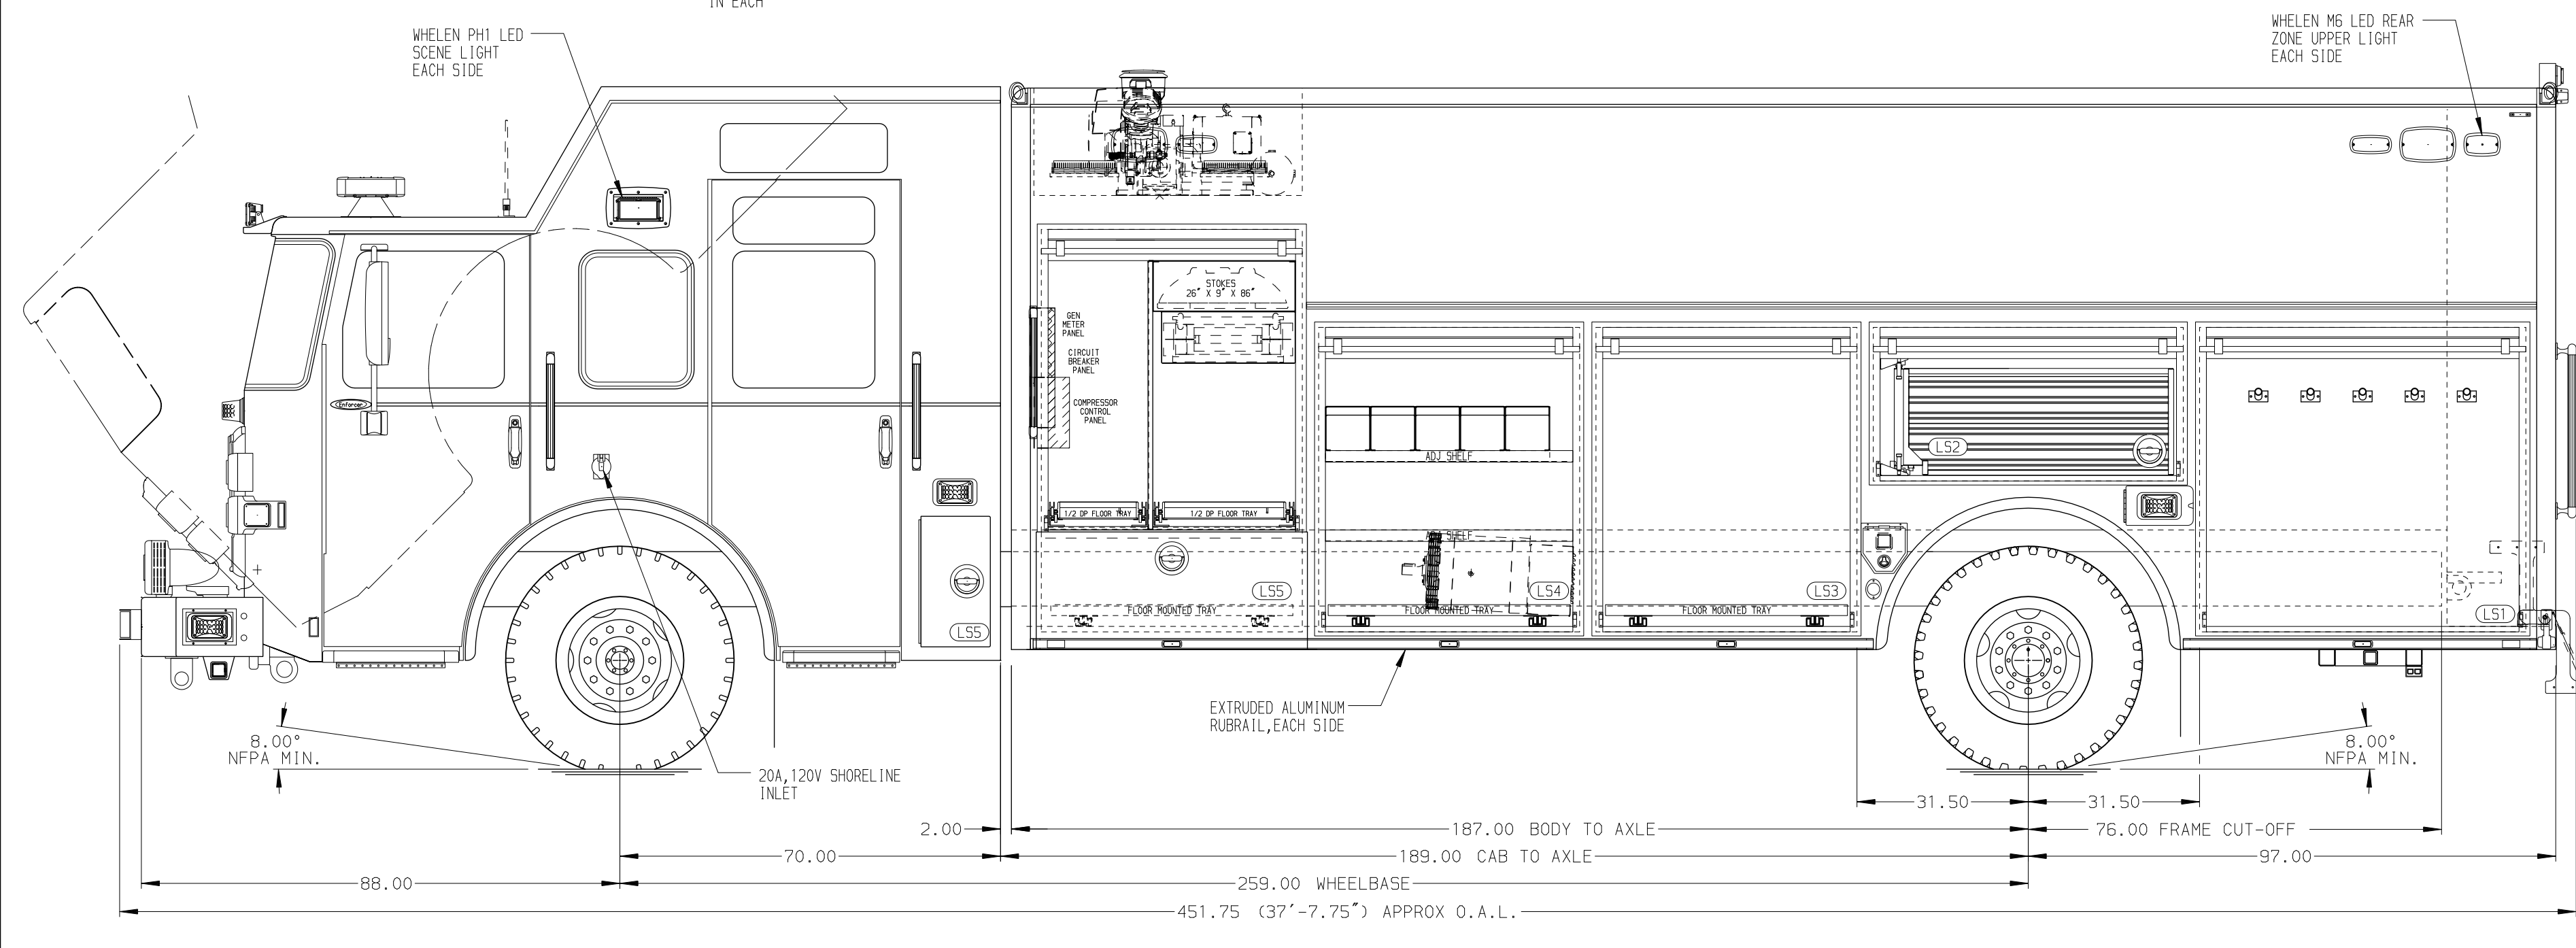 IN EACH
WHELEN PH1 LED
SCENE LIGHT
EACH SIDE
WHELEN M6 LED REAR
ZONE UPPER LIGHT
EACH SIDE
STOKES
26" X 9" X 86"
GEN
METER
PANEL
CIRCUIT
BREAKER
PANEL
COMPRESSOR
CONTROL
PANEL
Enforcer
ADJ SHELF
LS2
1/2 DP FLOOR TRAY
1/2 DP FLOOR TRAY
ADJ SHELF
LS5
LS4
LS3
FLOOR MOUNTED TRAY
FLOOR MOUNTED TRAY
FLOOR MOUNTED TRAY
LS1
LS5
EXTRUDED ALUMINUM
RUBRAIL,EACH SIDE
8.00°
NFPA MIN.
8.00°
NFPA MIN.
20A,120V SHORELINE
INLET
31.50
31.50
2.00
187.00 BODY TO AXLE
76.00 FRAME CUT-OFF
70.00
189.00 CAB TO AXLE
97.00
88.00
259.00 WHEELBASE
451.75 (37'-7.75") APPROX O.A.L.